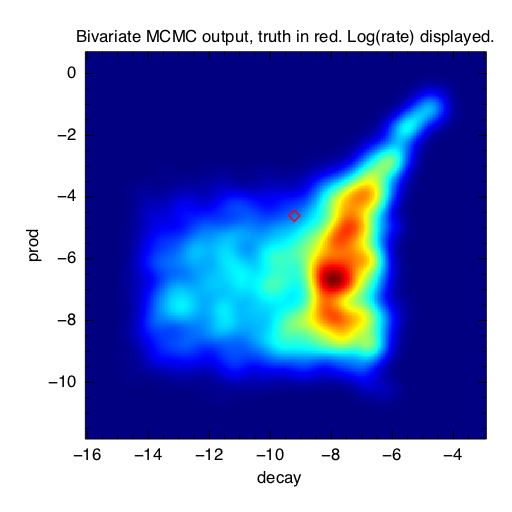 Bivariate MCMC output, truth in red. Log(rate) displayed.
0
−2
−4
−6
−8
−10
prod
−16 −14 −12 −10 −8 −6 −4
decay